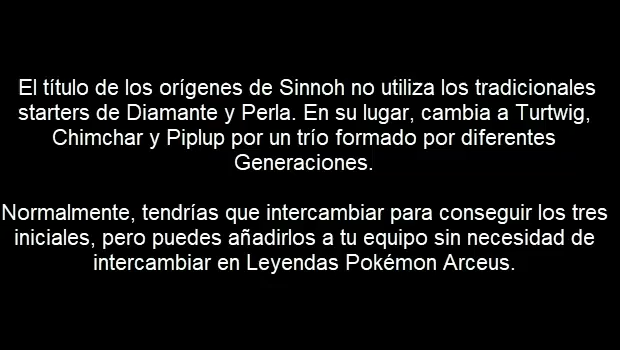 El título de los orígenes de Sinnoh no utiliza los tradicionales
starters de Diamante y Perla. En su lugar, cambia a Turtwig,
Chimchar y Piplup por un trío formado por diferentes
Generaciones.
Normalmente, tendrías que intercambiar para conseguir los tres
iniciales, pero puedes añadirlos a tu equipo sin necesidad de
intercambiar en Leyendas Pokémon Arceus.